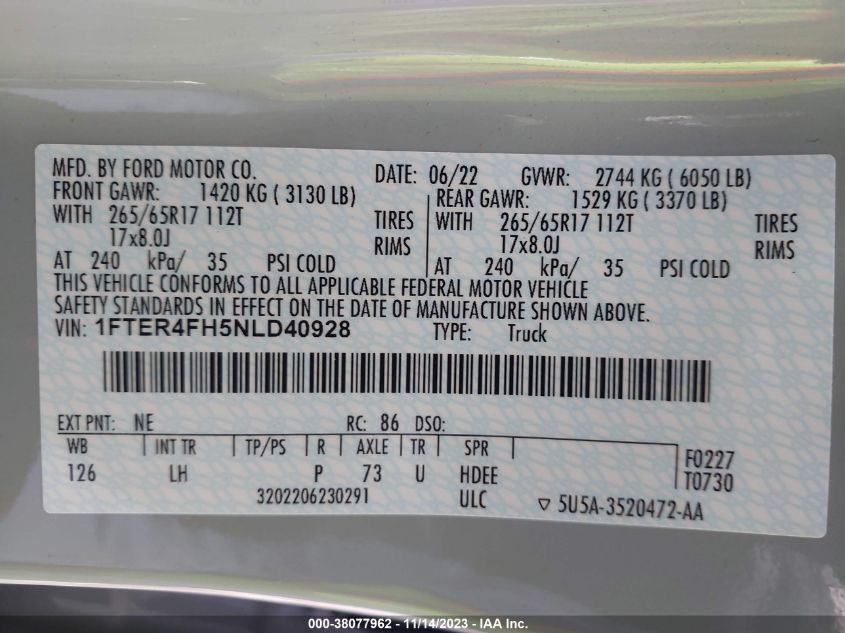 MFD. BY FORD MOTOR CO. DATE: 06/22 GVWR: 2744 KG ( 6050 LB)
FRONT GAWR: 1420 KG ( 3130 LB) REAR GAWR: 1529 KG ( 3370 LB)
WITH 265/65R17 112T TIRES WITH 265/65R17 112T TIRES
17x8.0J RIMS 17x8.0J RIMS
AT 240 kPa/ 35 PSI COLD AT 240 kPa/ 35 PSI COLD
THIS VEHICLE CONFORMS TO ALL APPLICABLE FEDERAL MOTOR VEHICLE
SAFETY STANDARDS IN EFFECT ON THE DATE OF MANUFACTURE SHOWN ABOVE.
VIN: 1FTER4FH5NLD40928 TYPE: Truck
EXT PNT: NE RC: 86 DSO:
WB INT TR TP/PS R AXLE TR SPR F0227
126 LH P 73 U HDEE T0730
3202206230291 ULC ▽ 5U5A-3520472-AA
000-38077962 - 11/14/2023 - IAA Inc.